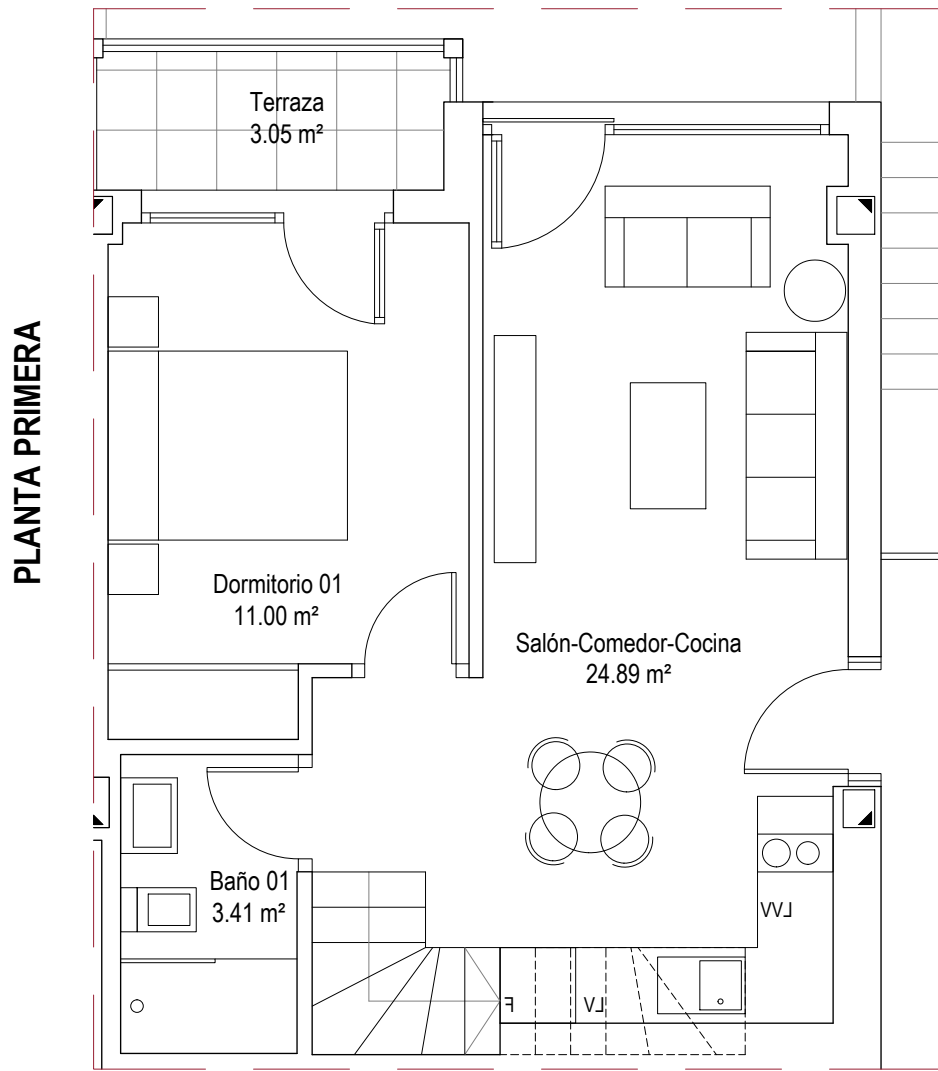 PLANTA PRIMERA
Terraza
3.05 m²
Dormitorio 01
11.00 m²
Salón-Comedor-Cocina
24.89 m²
Baño 01
3.41 m²
LVV
F
LV